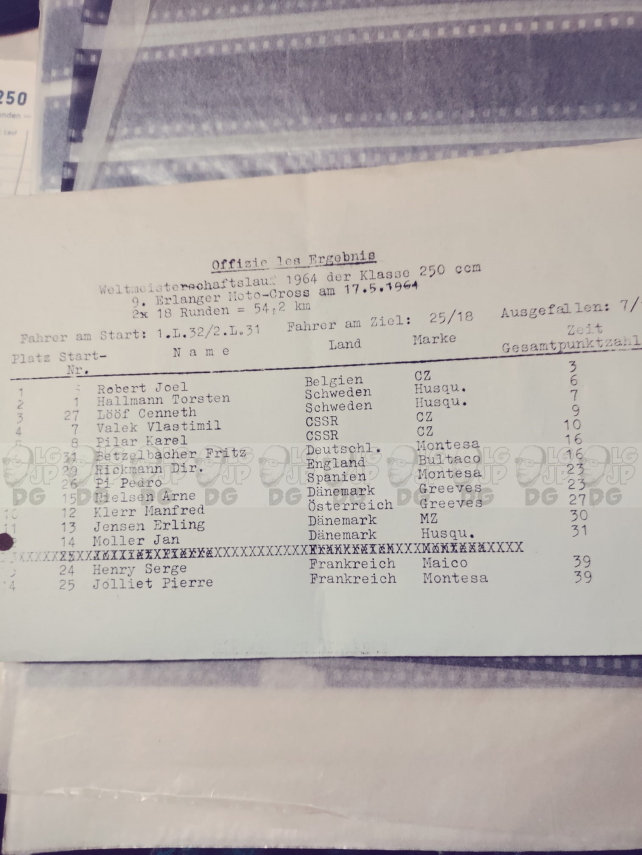 250
Offizielles Ergebnis
Weltmeisterschaftslauf 1964 der Klasse 250 ccm
9. Erlanger Moto-Cross am 17.5.1964
2x 18 Runden = 54,2 km
Fahrer am Start: 1.L.32/2.L.31 Fahrer am Ziel: 25/18 Ausgefallen: 7/
Platz Start-Nr. Name Land Marke Zeit Gesamtpunktzahl
1 Robert Joel Belgien CZ 3
2 1 Hallmann Torsten Schweden Husqu. 6
3 27 Lööf Cenneth Schweden Husqu. 7
4 7 Valek Vlastimil CSSR CZ 9
8 Pilar Karel CSSR CZ 10
31 Betzelbacher Fritz Deutschl. Montesa 16
29 Rickmann Dir. England Bultaco 16
26 Pi Pedro Spanien Montesa 23
15 Nielsen Arne Dänemark Greeves 23
12 Klerr Manfred Österreich Greeves 27
11 13 Jensen Erling Dänemark MZ 30
14 Moller Jan Dänemark Husqu. 31
24 Henry Serge Frankreich Maico 39
4 25 Jolliet Pierre Frankreich Montesa 39
LG JP DG